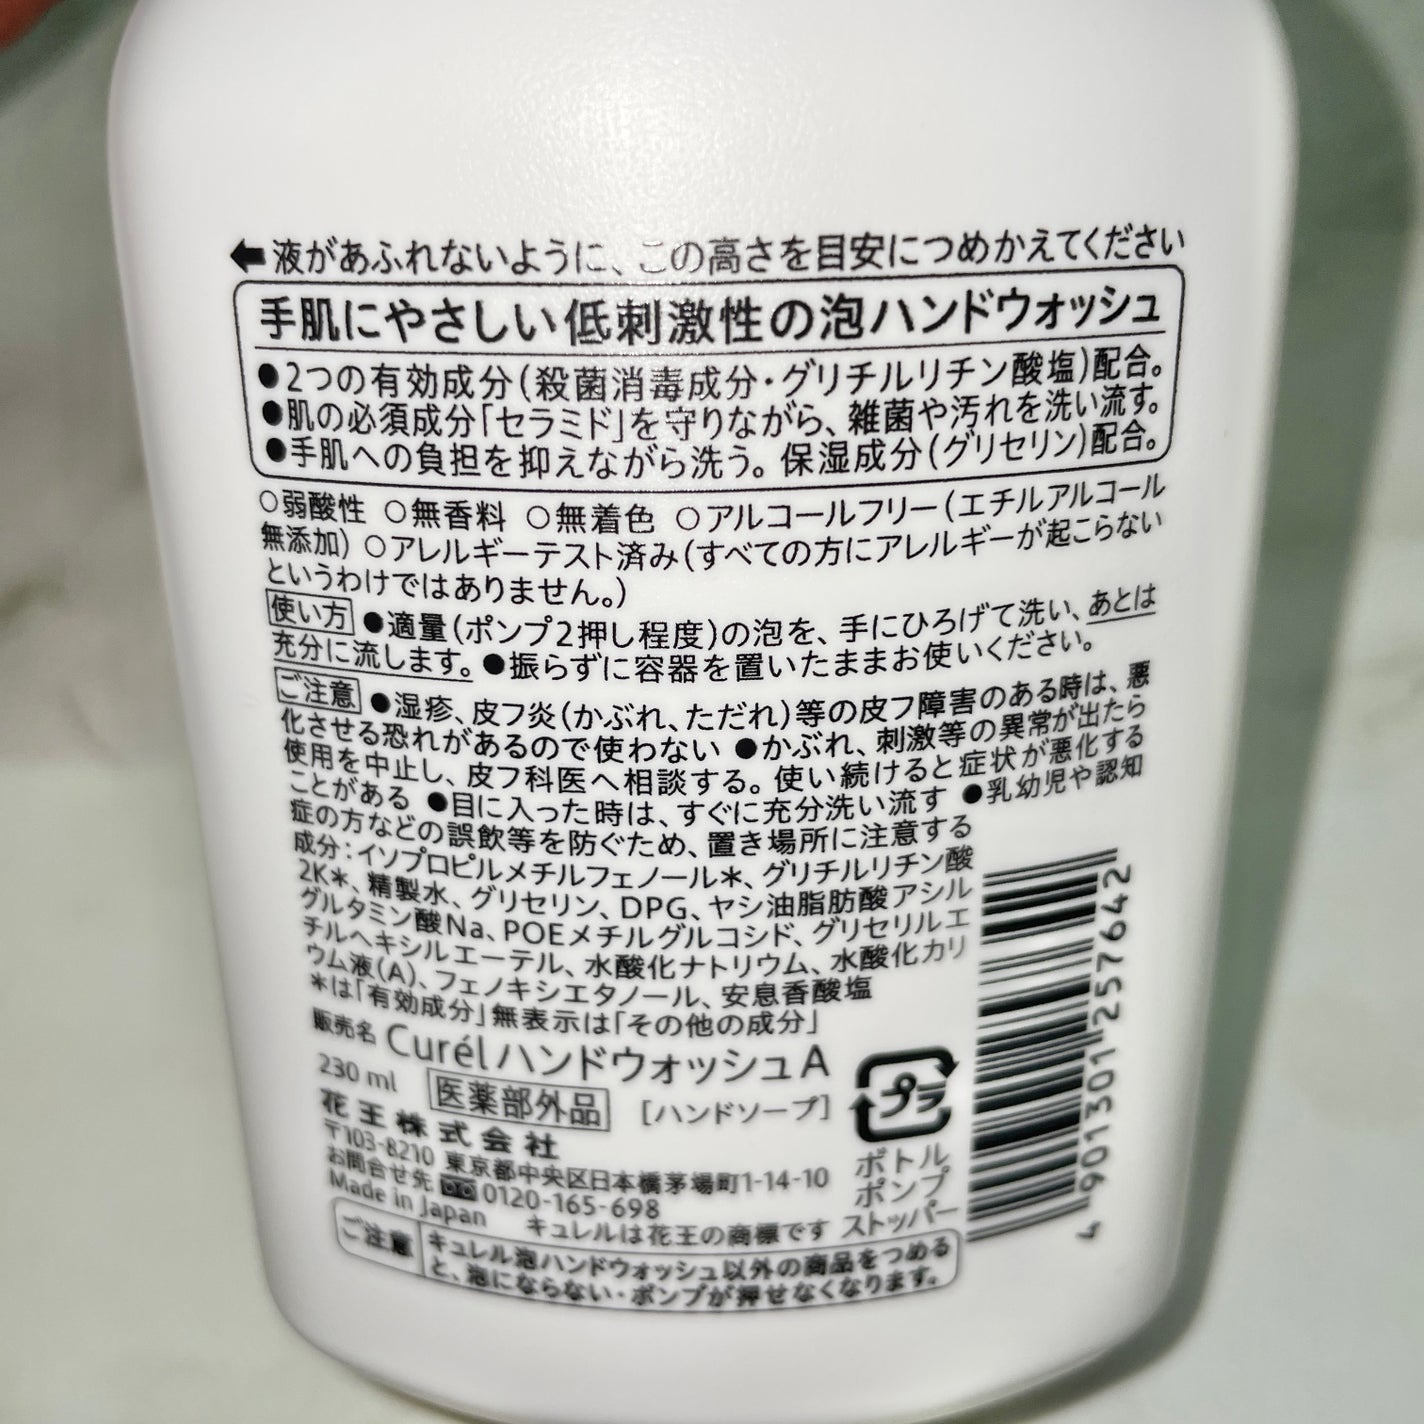 ←液があふれないように、この高さを目安につめかえてください
手肌にやさしい低刺激性の泡ハンドウォッシュ
●2つの有効成分(殺菌消毒成分・グリチルリチン酸塩)配合。
●肌の必須成分「セラミド」を守りながら、雑菌や汚れを洗い流す。
●手肌への負担を抑えながら洗う。保湿成分(グリセリン)配合。
○弱酸性 ○無香料 ○無着色 ○アルコールフリー(エチルアルコール
無添加) ○アレルギーテスト済み(すべての方にアレルギーが起こらない
というわけではありません。)
使い方 ●適量(ポンプ2押し程度)の泡を、手にひろげて洗い、あとは
充分に流します。●振らずに容器を置いたままお使いください。
ご注意 ●湿疹、皮フ炎(かぶれ、ただれ)等の皮フ障害のある時は、悪
化させる恐れがあるので使わない ●かぶれ、刺激等の異常が出たら
使用を中止し、皮フ科医へ相談する。使い続けると症状が悪化する
ことがある ●目に入った時は、すぐに充分洗い流す ●乳幼児や認知
症の方などの誤飲等を防ぐため、置き場所に注意する
成分：イソプロピルメチルフェノール＊、グリチルリチン酸
2K＊、精製水、グリセリン、DPG、ヤシ油脂肪酸アシル
グルタミン酸Na、POEメチルグルコシド、グリセリルエ
チルヘキシルエーテル、水酸化ナトリウム、水酸化カリ
ウム液(A)、フェノキシエタノール、安息香酸塩
＊は「有効成分」無表示は「その他の成分」
販売名 Curélハンドウォッシュ A
230 ml 医薬部外品 [ハンドソープ]
花王株式会社
〒103-8210 東京都中央区日本橋茅場町1-14-10
お問合せ先 0120-165-698
Made in Japan キュレルは花王の商標です
プラ
ボトル
ポンプ
ストッパー
4901301257642
ご注意 キュレル泡ハンドウォッシュ以外の商品をつめる
と、泡にならない・ポンプが押せなくなります。